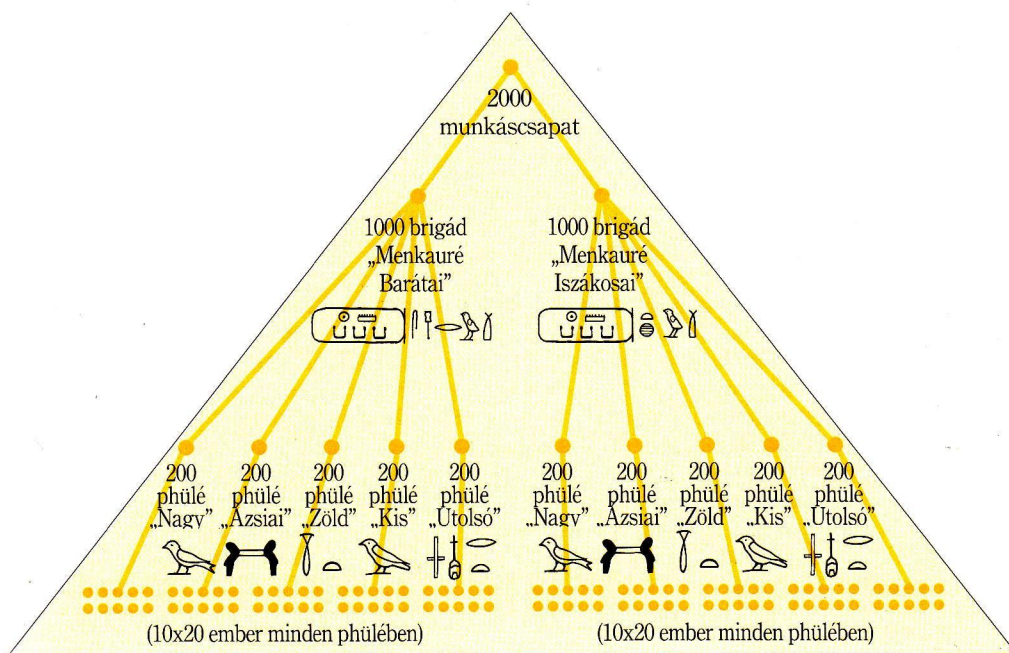 2000
munkáscsapat
1000 brigád
„Menkauré
Barátai”
1000 brigád
„Menkauré
Iszákosai”
200
phülé
„Nagy”
200
phülé
„Ázsiai”
200
phülé
„Zöld”
200
phülé
„Kis”
200
phülé
„Utolsó”
200
phülé
„Nagy”
200
phülé
„Ázsiai”
200
phülé
„Zöld”
200
phülé
„Kis”
200
phülé
„Utolsó”
(10x20 ember minden phülében)
(10x20 ember minden phülében)